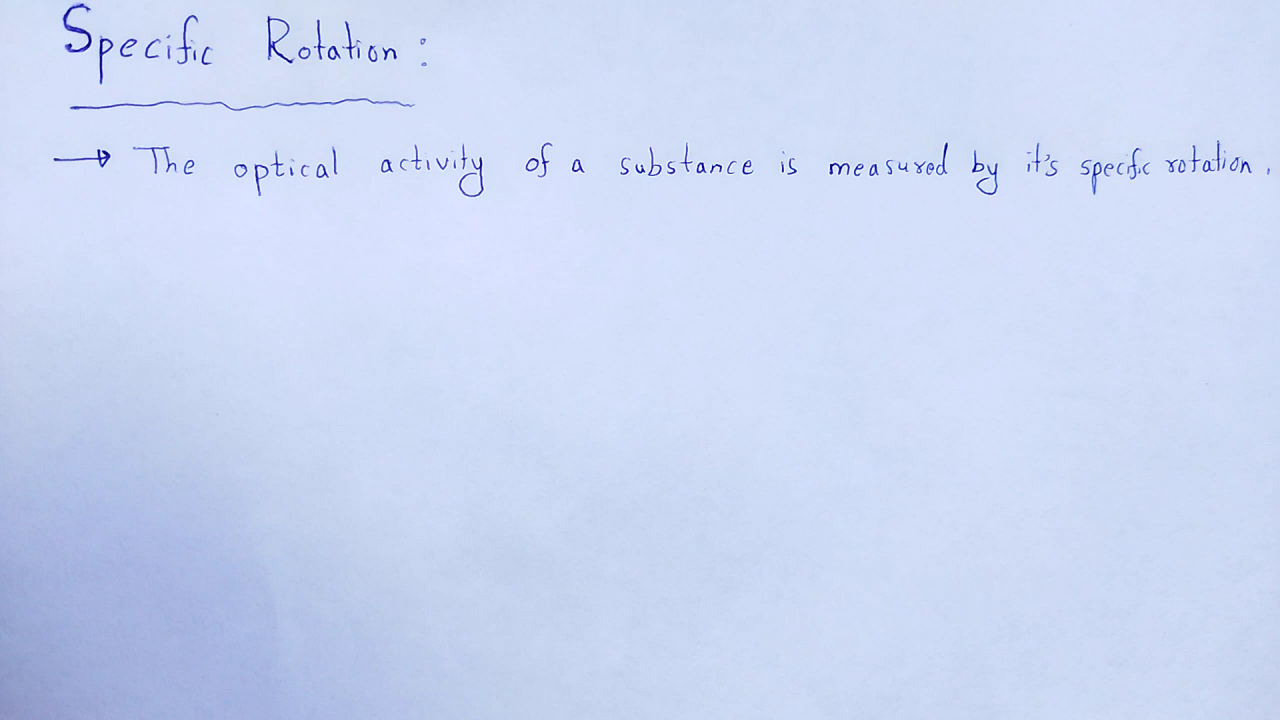 Specific Rotation :
→ The optical activity of a substance is measured by it's specific rotation.